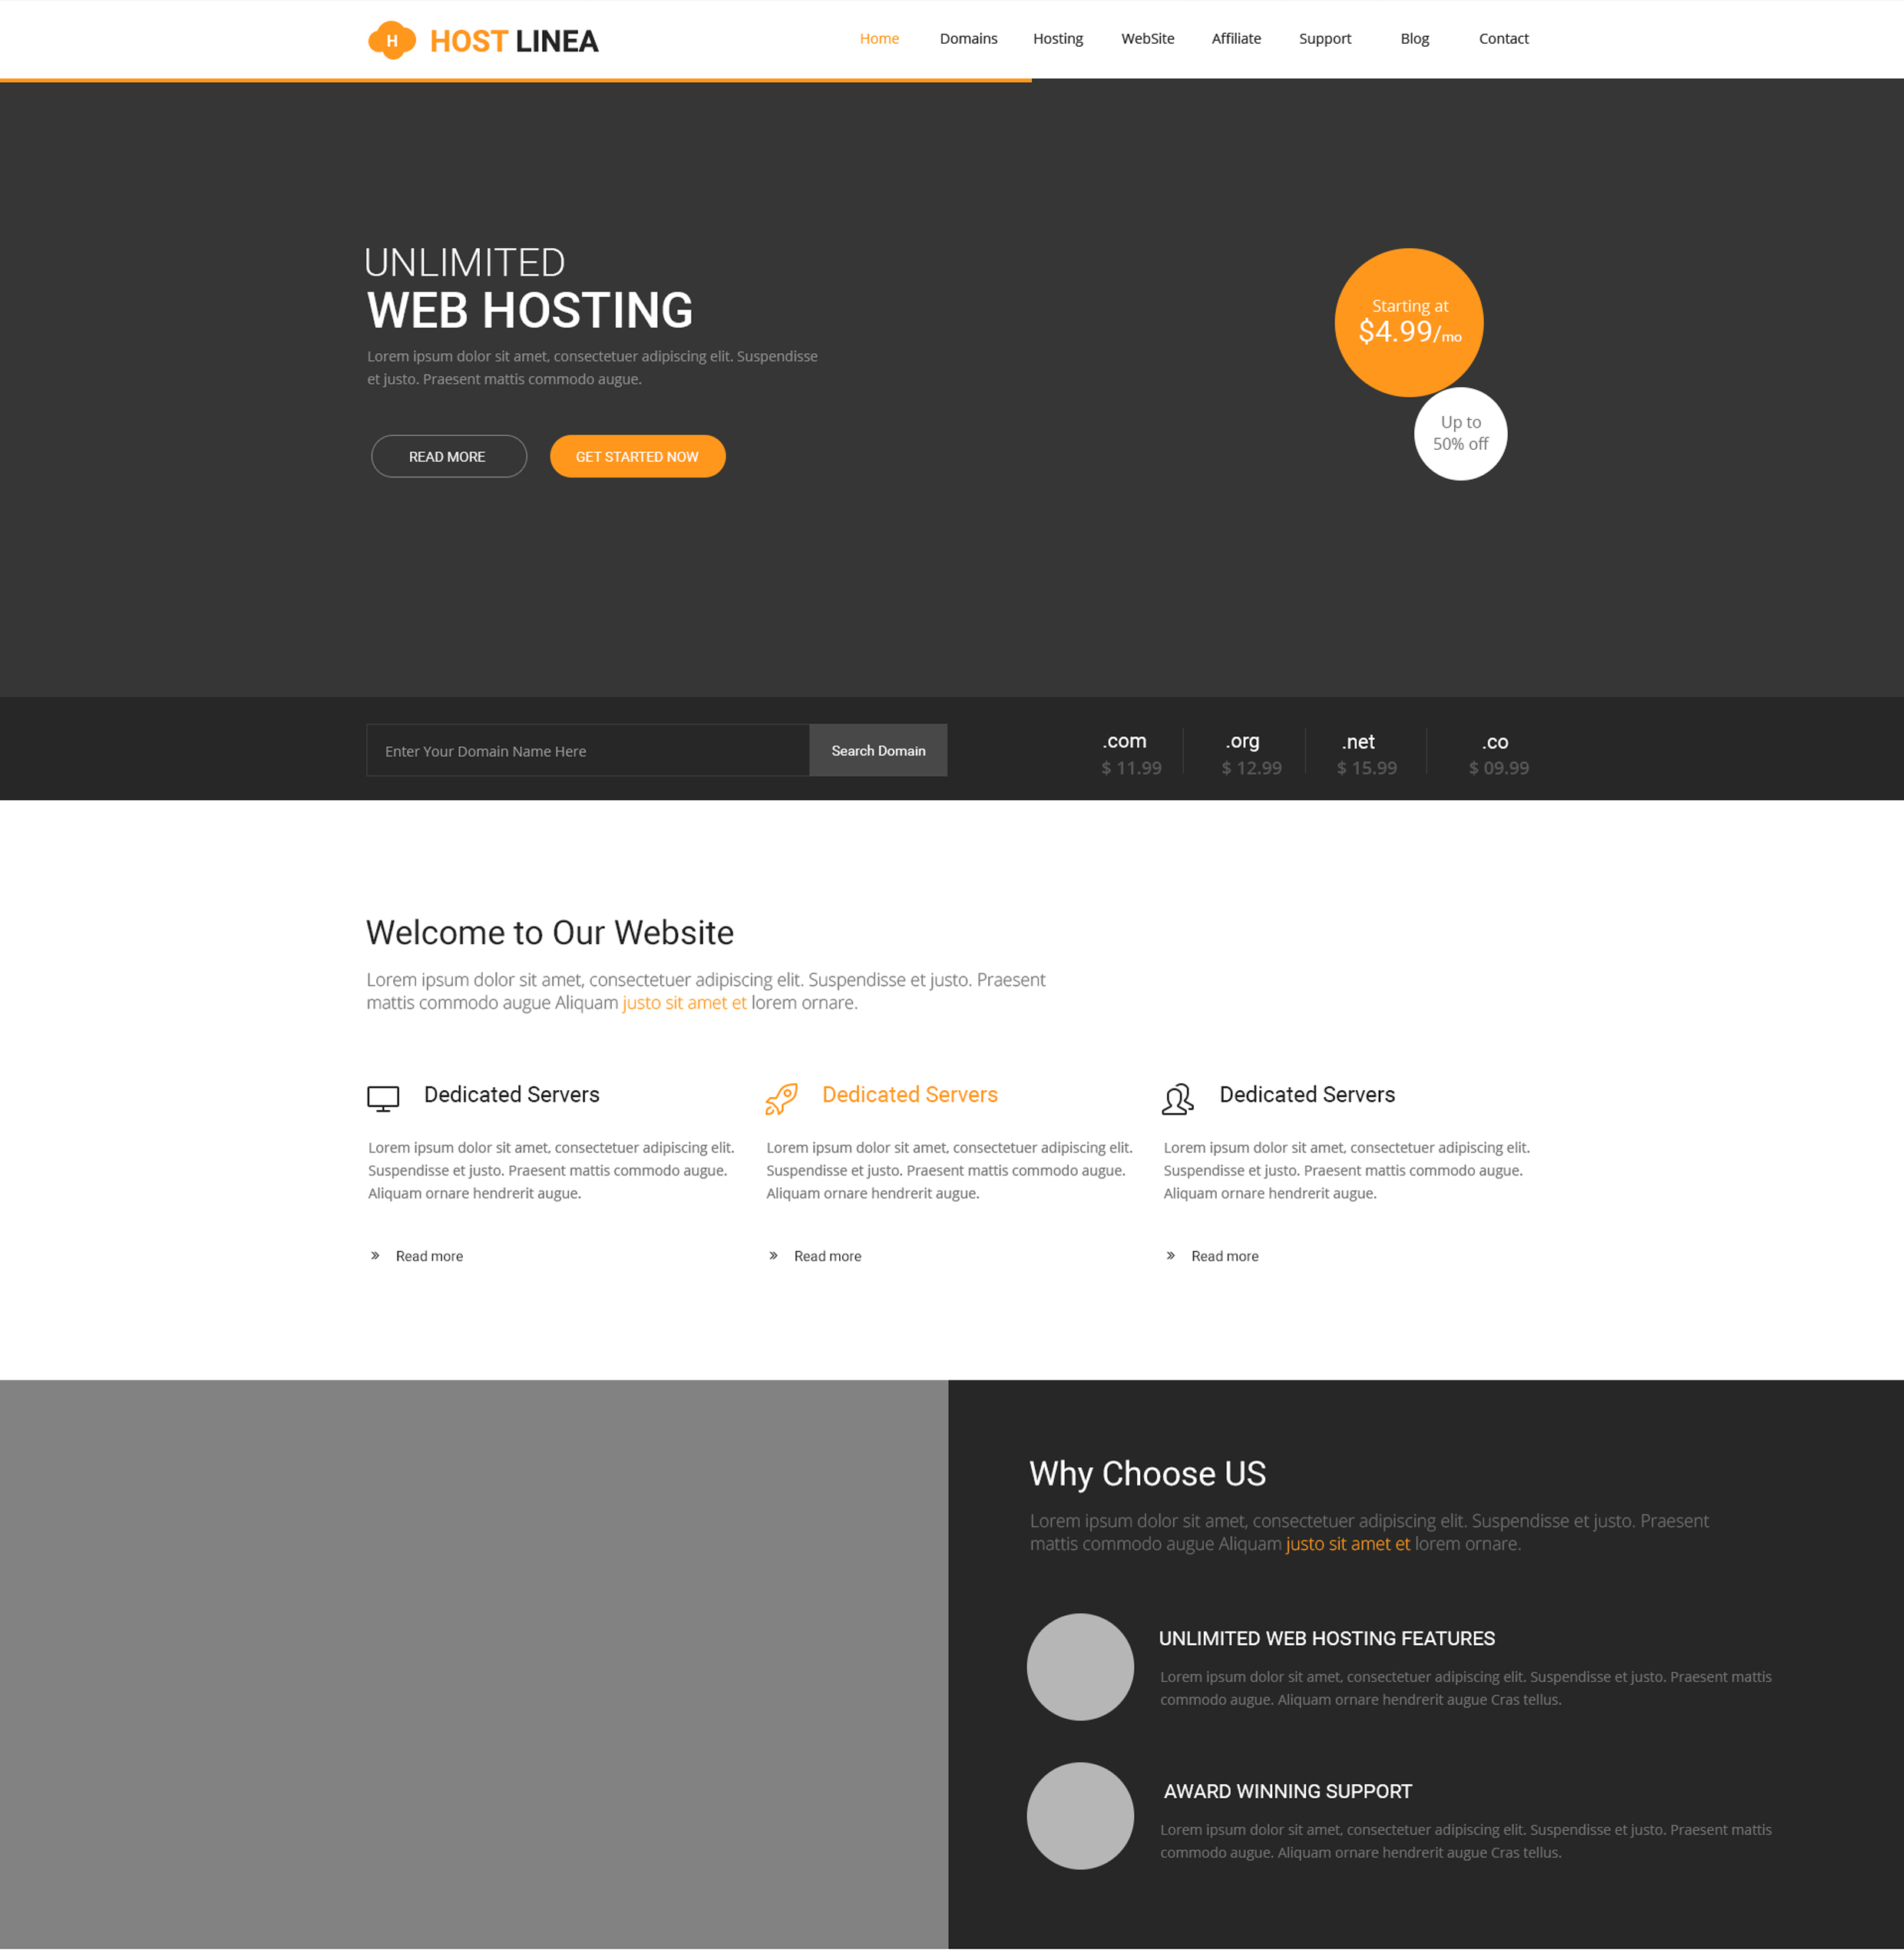 H HOST LINEA
Home Domains Hosting WebSite Affiliate Support Blog Contact
UNLIMITED
WEB HOSTING
Lorem ipsum dolor sit amet, consectetuer adipiscing elit. Suspendisse
et justo. Praesent mattis commodo augue.
READ MORE GET STARTED NOW
Starting at
$4.99/mo
Up to
50% off
Enter Your Domain Name Here Search Domain
.com .org .net .co
$ 11.99 $ 12.99 $ 15.99 $ 09.99
Welcome to Our Website
Lorem ipsum dolor sit amet, consectetuer adipiscing elit. Suspendisse et justo. Praesent
mattis commodo augue Aliquam justo sit amet et lorem ornare.
Dedicated Servers
Lorem ipsum dolor sit amet, consectetuer adipiscing elit.
Suspendisse et justo. Praesent mattis commodo augue.
Aliquam ornare hendrerit augue.
» Read more
Dedicated Servers
Lorem ipsum dolor sit amet, consectetuer adipiscing elit.
Suspendisse et justo. Praesent mattis commodo augue.
Aliquam ornare hendrerit augue.
» Read more
Dedicated Servers
Lorem ipsum dolor sit amet, consectetuer adipiscing elit.
Suspendisse et justo. Praesent mattis commodo augue.
Aliquam ornare hendrerit augue.
» Read more
Why Choose US
Lorem ipsum dolor sit amet, consectetuer adipiscing elit. Suspendisse et justo. Praesent
mattis commodo augue Aliquam justo sit amet et lorem ornare.
UNLIMITED WEB HOSTING FEATURES
Lorem ipsum dolor sit amet, consectetuer adipiscing elit. Suspendisse et justo. Praesent mattis
commodo augue. Aliquam ornare hendrerit augue Cras tellus.
AWARD WINNING SUPPORT
Lorem ipsum dolor sit amet, consectetuer adipiscing elit. Suspendisse et justo. Praesent mattis
commodo augue. Aliquam ornare hendrerit augue Cras tellus.